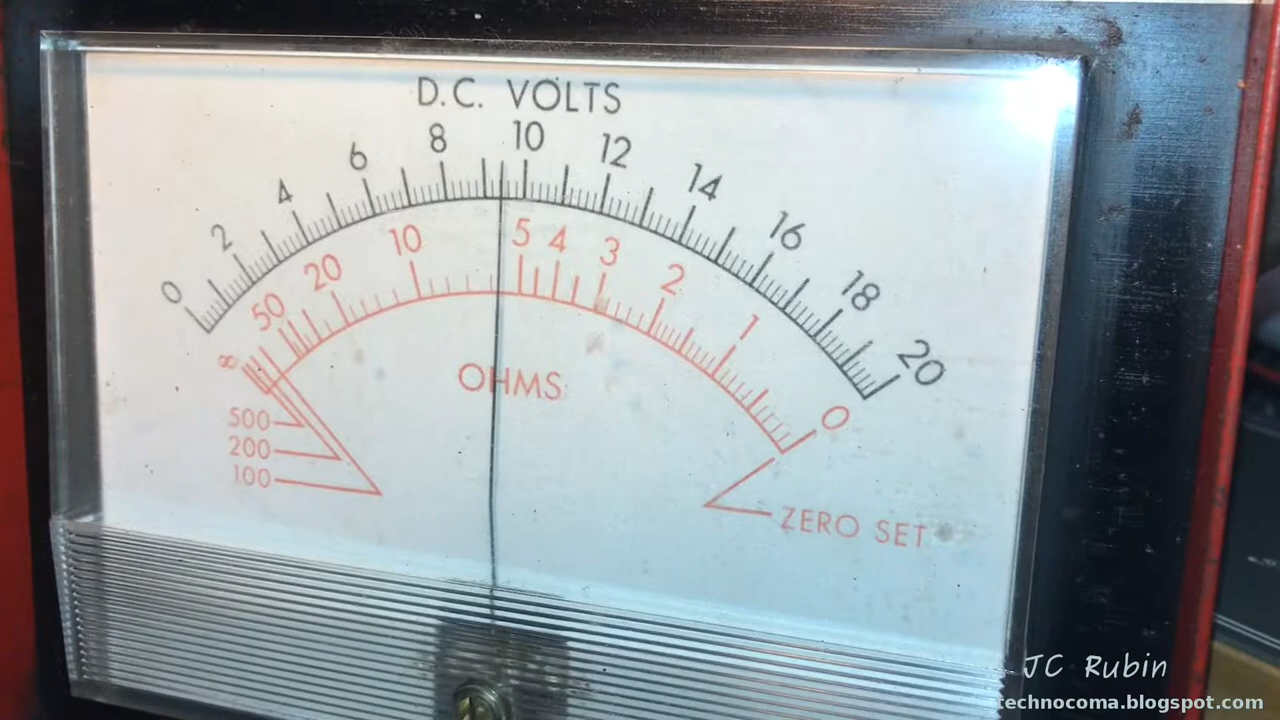 D.C. VOLTS
0 2 4 6 8 10 12 14 16 18 20
∞ 50 20 10 5 4 3 2 1 0
OHMS
500
200
100
ZERO SET
JC Rubin
technocoma.blogspot.com